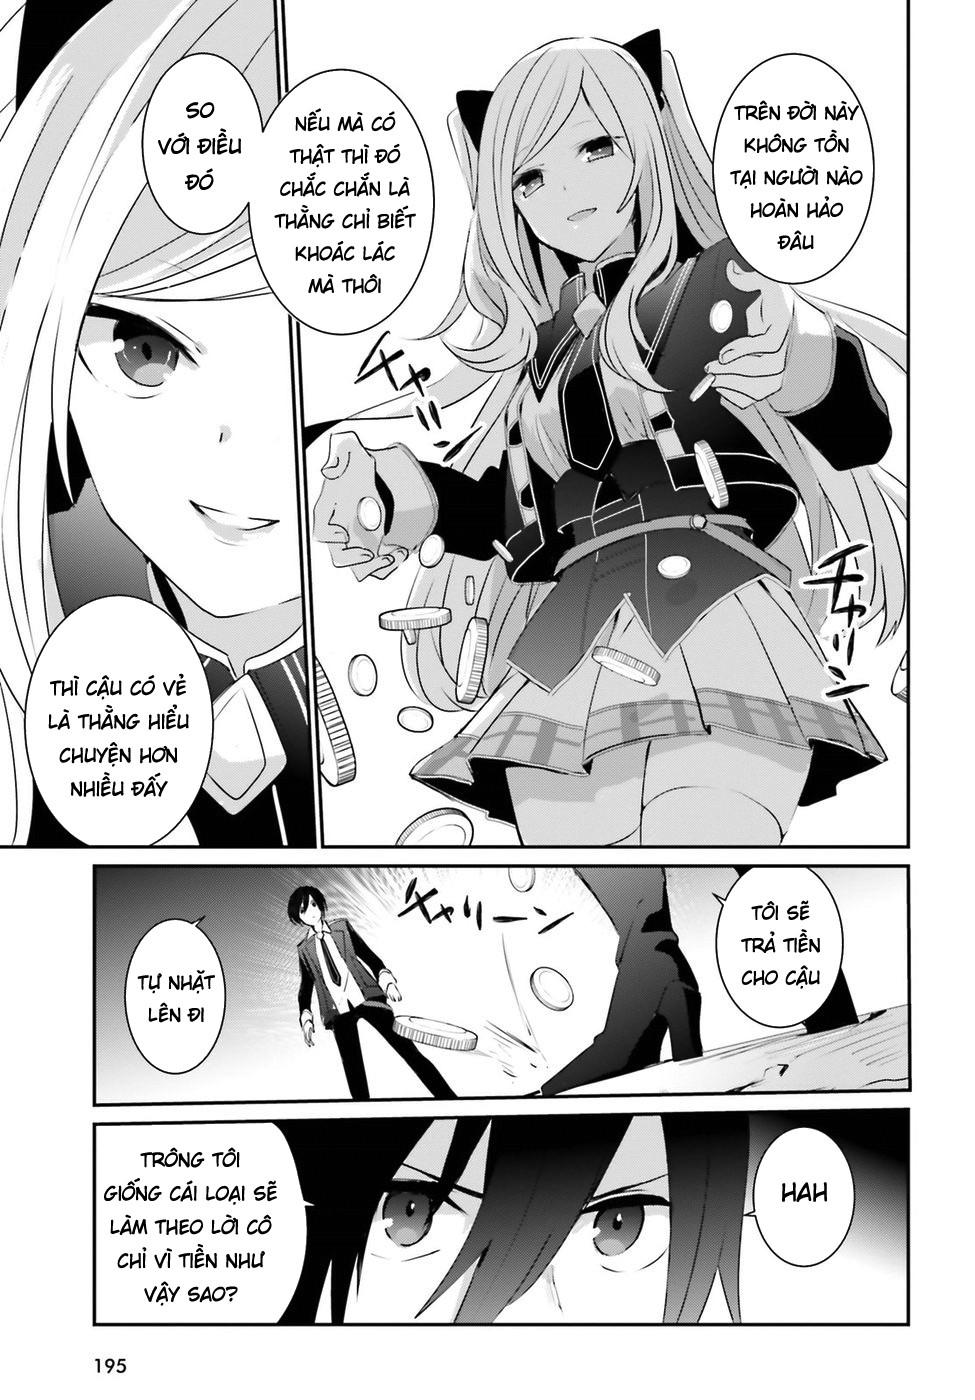 TRÊN ĐỜI NÀY
KHÔNG TỒN
TẠI NGƯỜI NÀO
HOÀN HẢO
ĐÂU
NẾU MÀ CÓ
THẬT THÌ ĐÓ
CHẮC CHẮN LÀ
THẰNG CHỈ BIẾT
KHOÁC LÁC
MÀ THÔI
チャリン
チャリーン
SO
VỚI ĐIỀU
ĐÓ
THÌ CẬU CÓ VẺ
LÀ THẰNG HIỂU
CHUYỆN HƠN
NHIỀU ĐẤY
TÔI SẼ
TRẢ TIỀN
CHO CẬU
チャリーン
TỰ NHẶT
LÊN ĐI
HAH
TRÔNG TÔI
GIỐNG CÁI LOẠI SẼ
LÀM THEO LỜI CÔ
CHỈ VÌ TIỀN NHƯ
VẬY SAO?
195